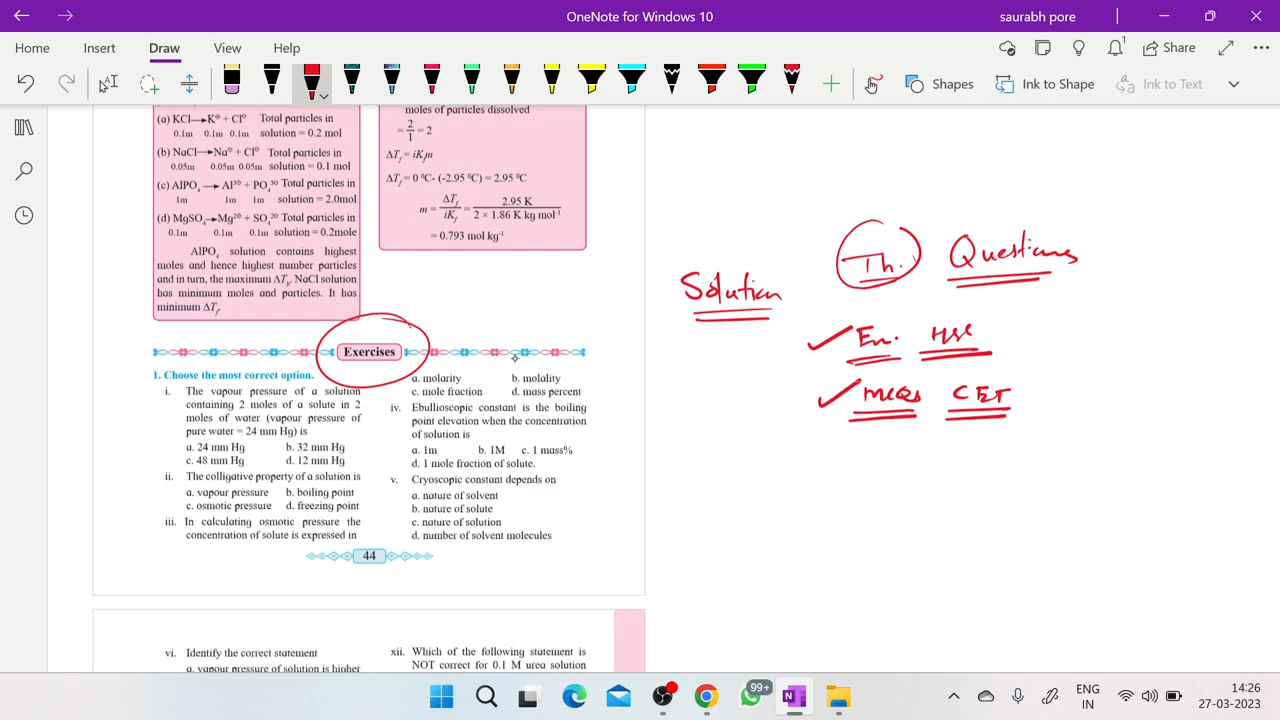 OneNote for Windows 10
saurabh pore
Home
Insert
Draw
View
Help
1
Share
Shapes
Ink to Shape
Ink to Text
(a) KCl⟶K⊕ + Cl⊖ Total particles in
0.1m 0.1m 0.1m solution = 0.2 mol
(b) NaCl⟶Na⊕ + Cl⊖ Total particles in
0.05m 0.05m 0.05m solution = 0.1 mol
(c) AlPO₄ ⟶ Al³⊕ + PO₄³⊖ Total particles in
1m 1m 1m solution = 2.0mol
(d) MgSO₄⟶Mg²⊕ + SO₄²⊖ Total particles in
0.1m 0.1m 0.1m solution = 0.2mole
AlPO₄ solution contains highest
moles and hence highest number particles
and in turn, the maximum ΔTb. NaCl solution
has minimum moles and particles. It has
minimum ΔTf.
moles of particles dissolved
= 2/1 = 2
ΔTf = iKfm
ΔTf = 0 ⁰C- (-2.95 ⁰C) = 2.95 ⁰C
m = ΔTf/iKf = 2.95 K/2 × 1.86 K kg mol⁻¹
= 0.793 mol kg⁻¹
Exercises
1. Choose the most correct option.
i. The vapour pressure of a solution
containing 2 moles of a solute in 2
moles of water (vapour pressure of
pure water = 24 mm Hg) is
a. 24 mm Hg b. 32 mm Hg
c. 48 mm Hg d. 12 mm Hg
ii. The colligative property of a solution is
a. vapour pressure b. boiling point
c. osmotic pressure d. freezing point
iii. In calculating osmotic pressure the
concentration of solute is expressed in
a. molarity b. molality
c. mole fraction d. mass percent
iv. Ebullioscopic constant is the boiling
point elevation when the concentration
of solution is
a. 1m b. 1M c. 1 mass%
d. 1 mole fraction of solute.
v. Cryoscopic constant depends on
a. nature of solvent
b. nature of solute
c. nature of solution
d. number of solvent molecules
44
vi. Identify the correct statement
a. vapour pressure of solution is higher
xii. Which of the following statement is
NOT correct for 0.1 M urea solution
Solution
Th. Questions
En. HSC
MCQs CET
99+
ENG
IN
14:26
27-03-2023